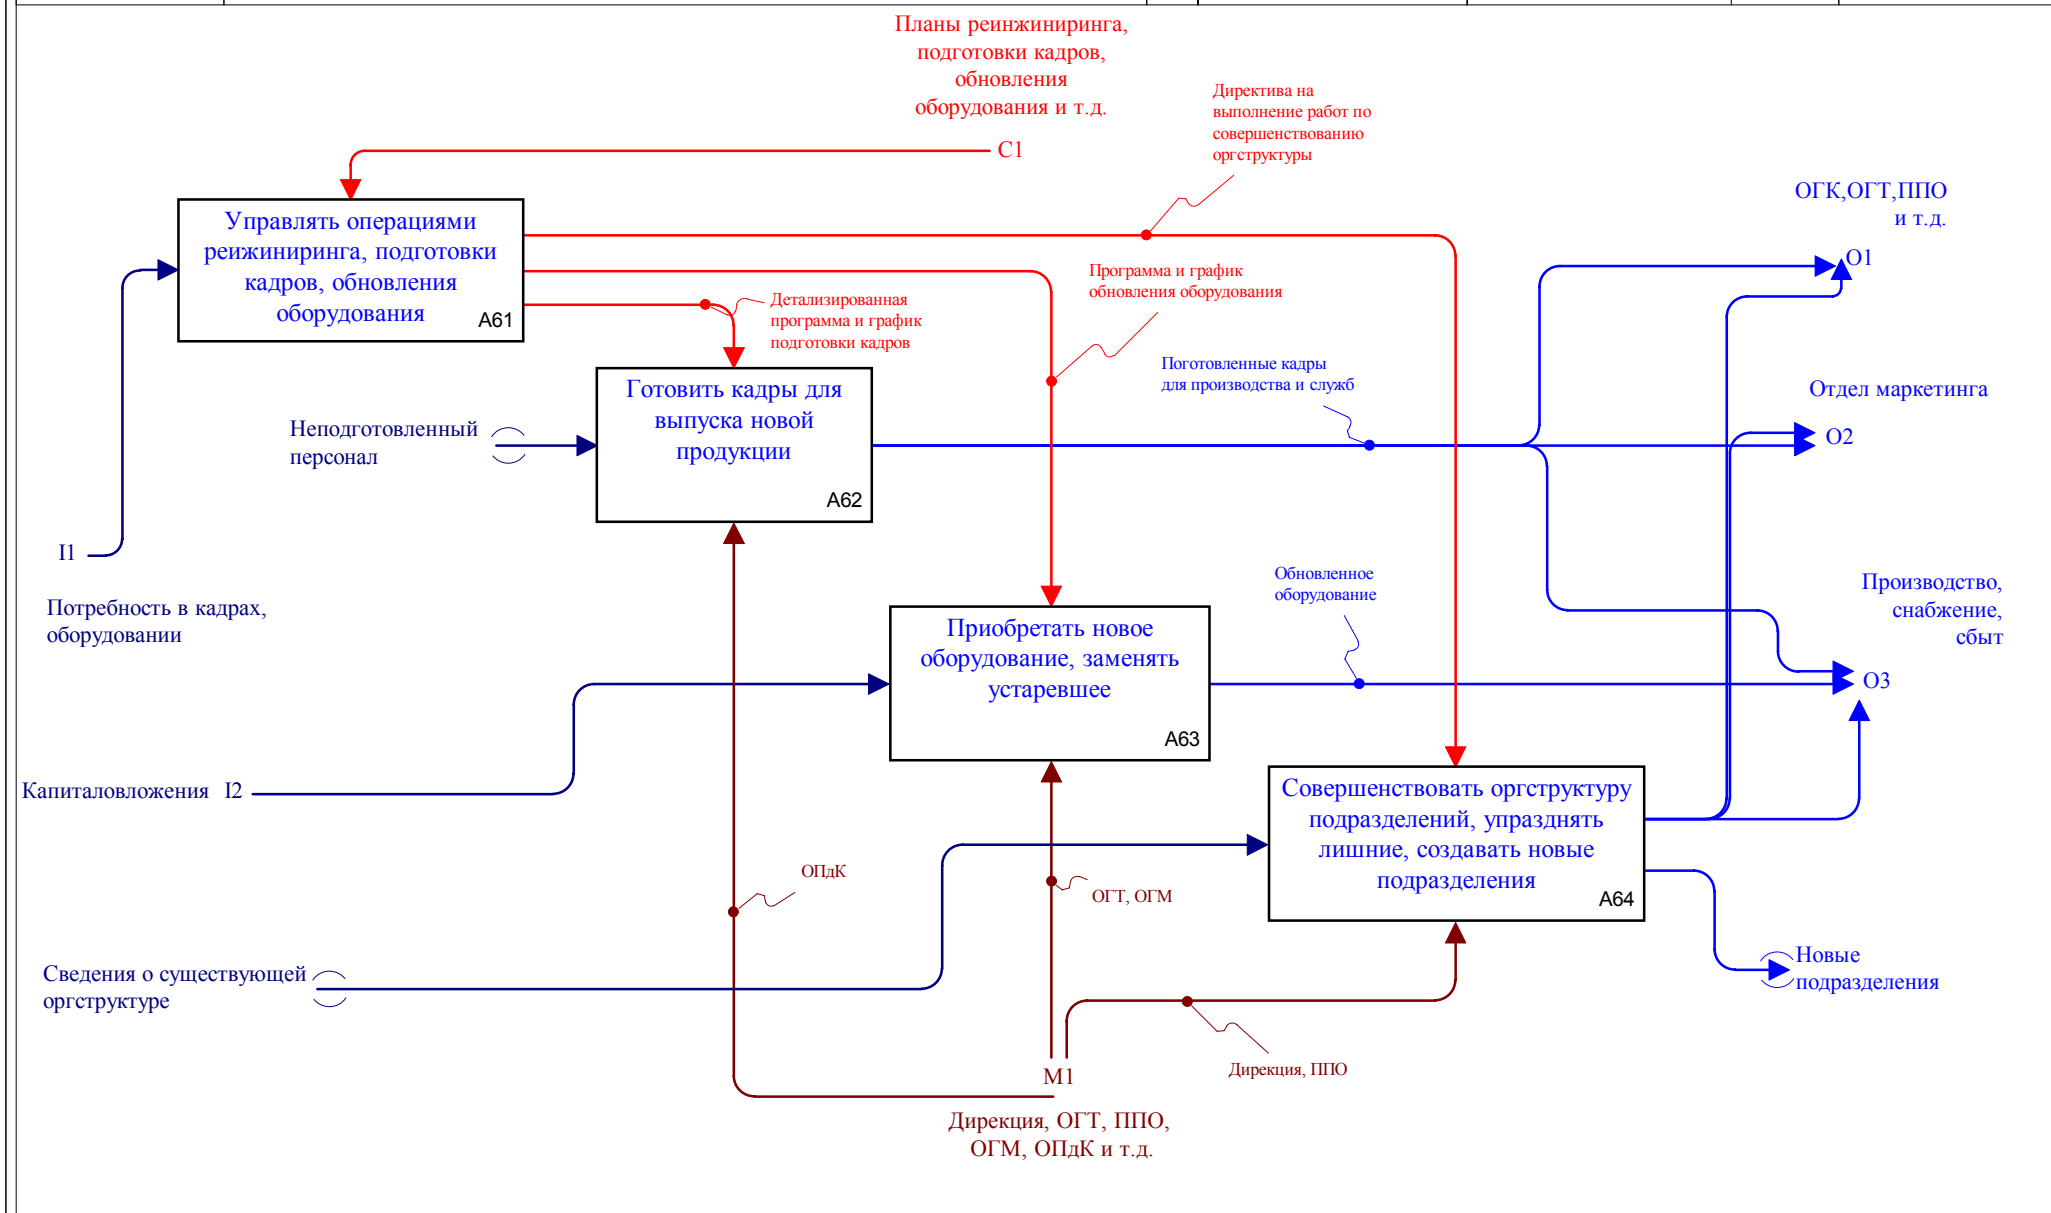 Планы реинжиниринга,
подготовки кадров,
обновления
оборудования и т.д.
C1
Директива на
выполнение работ по
совершенствованию
оргструктуры
ОГК,ОГТ,ППО
и т.д.
O1
Управлять операциями
реижиниринга, подготовки
кадров, обновления
оборудования
A61
Программа и график
обновления оборудования
Детализированная
программа и график
подготовки кадров
Поготовленные кадры
для производства и служб
Отдел маркетинга
O2
Готовить кадры для
выпуска новой
продукции
A62
Неподготовленный
персонал
I1
Потребность в кадрах,
оборудовании
Обновленное
оборудование
Производство,
снабжение,
сбыт
O3
Приобретать новое
оборудование, заменять
устаревшее
A63
Капиталовложения I2
Совершенствовать оргструктуру
подразделений, упразднять
лишние, создавать новые
подразделения
A64
ОПдК
ОГТ, ОГМ
Сведения о существующей
оргструктуре
Новые
подразделения
Дирекция, ППО
M1
Дирекция, ОГТ, ППО,
ОГМ, ОПдК и т.д.